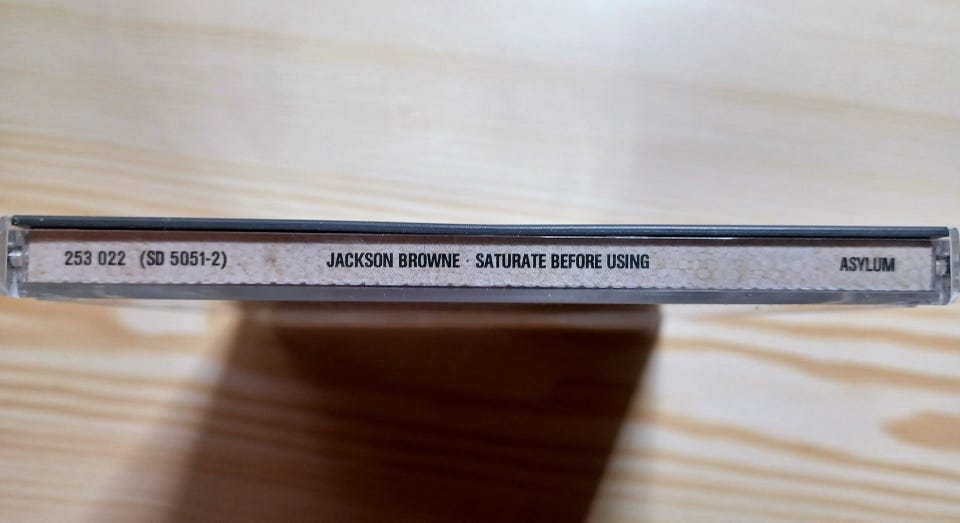 253 022 (SD 5051-2) JACKSON BROWNE · SATURATE BEFORE USING ASYLUM